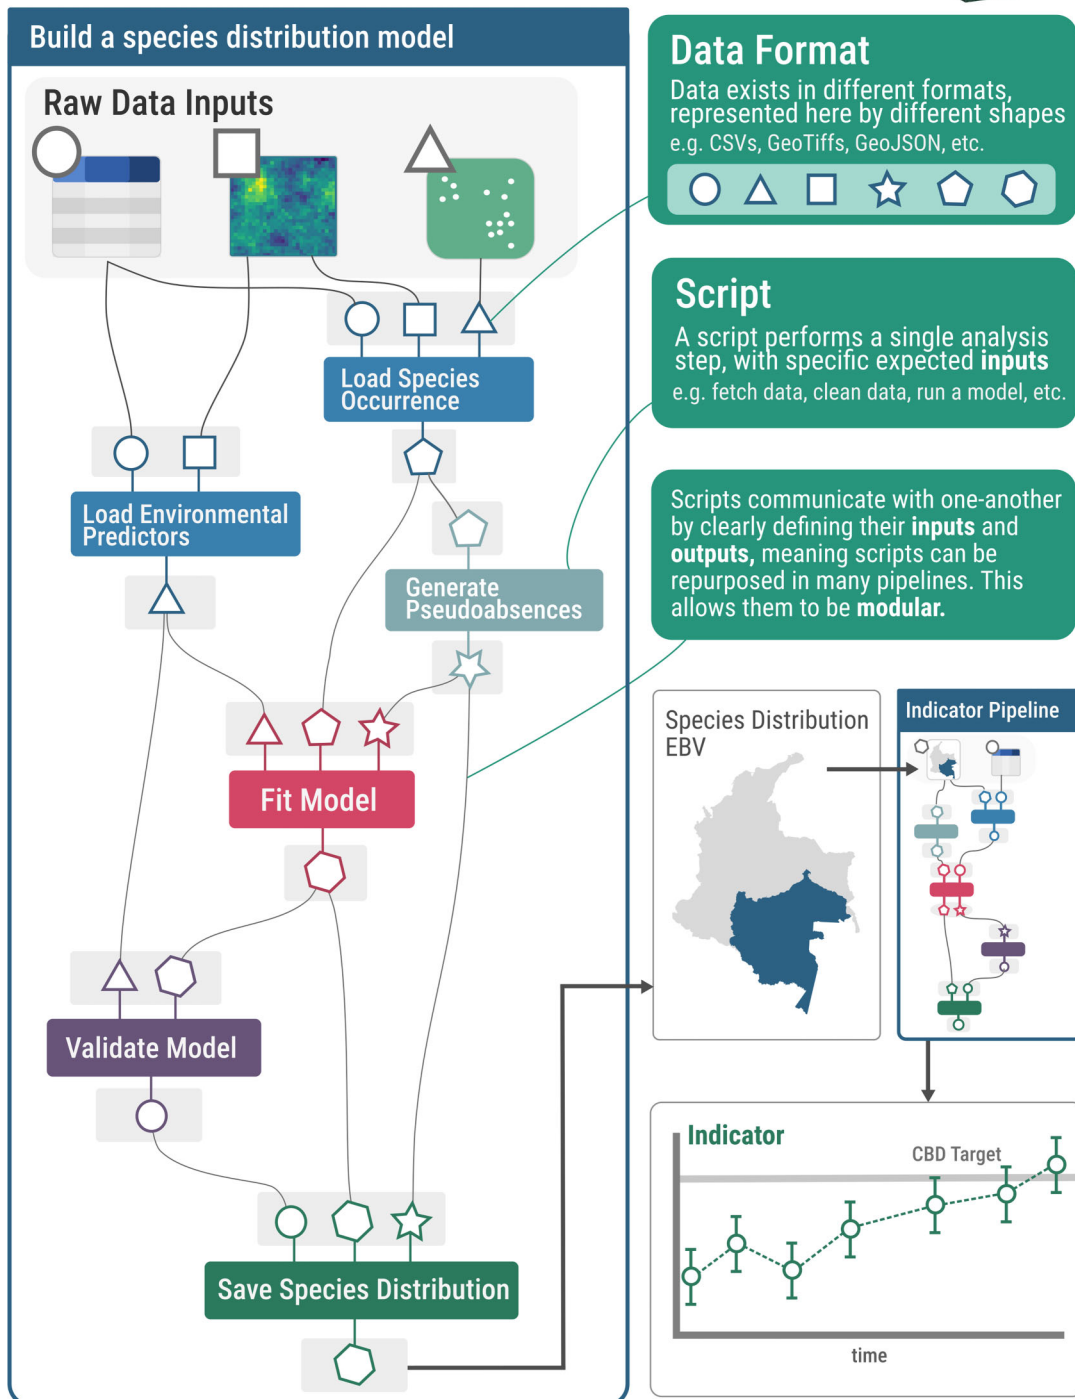 Build a species distribution model
Raw Data Inputs
Load Species
Occurrence
Load Environmental
Predictors
Generate
Pseudoabsences
Fit Model
Validate Model
Save Species Distribution
Data Format
Data exists in different formats,
represented here by different shapes
e.g. CSVs, GeoTiffs, GeoJSON, etc.
Script
A script performs a single analysis
step, with specific expected inputs
e.g. fetch data, clean data, run a model, etc.
Scripts communicate with one-another
by clearly defining their inputs and
outputs, meaning scripts can be
repurposed in many pipelines. This
allows them to be modular.
Species Distribution
EBV
Indicator Pipeline
Indicator
CBD Target
time